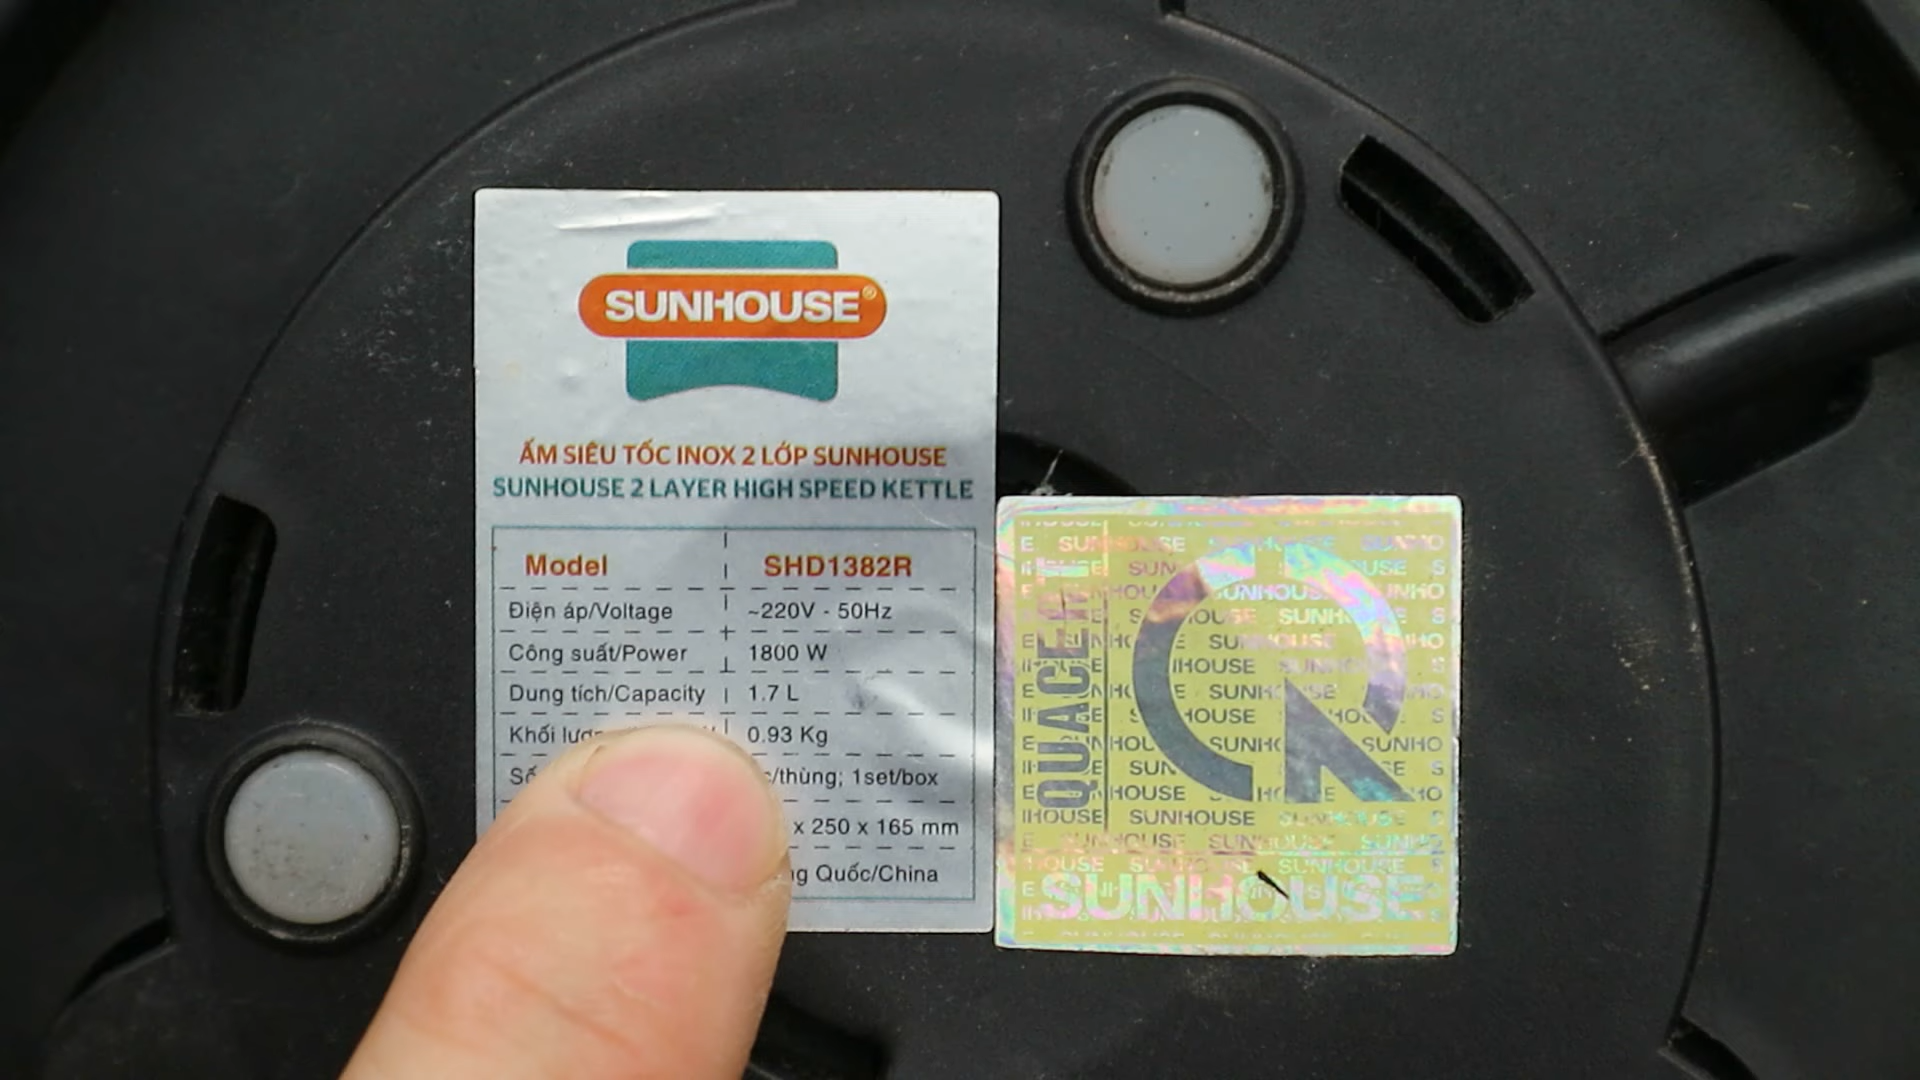 SUNHOUSE®
ẤM SIÊU TỐC INOX 2 LỚP SUNHOUSE
SUNHOUSE 2 LAYER HIGH SPEED KETTLE
Model SHD1382R
Điện áp/Voltage ~220V - 50Hz
Công suất/Power 1800 W
Dung tích/Capacity 1.7 L
Khối 0.93 Kg
/thùng; 1set/box
x 250 x 165 mm
Quốc/China
QUACERT
SUNHOUSE